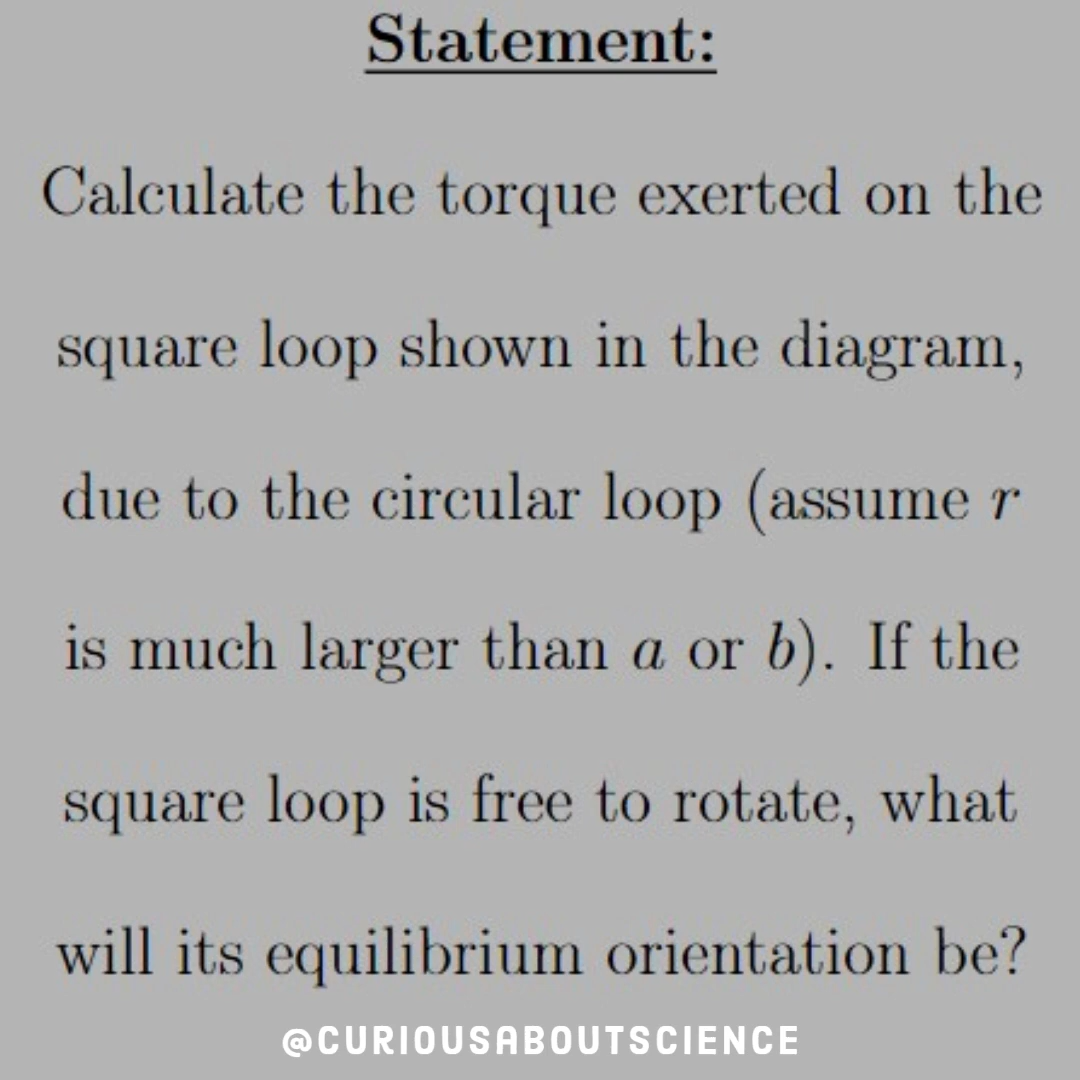 Statement:
Calculate the torque exerted on the
square loop shown in the diagram,
due to the circular loop (assume r
is much larger than a or b). If the
square loop is free to rotate, what
will its equilibrium orientation be?
@CURIOUSABOUTSCIENCE